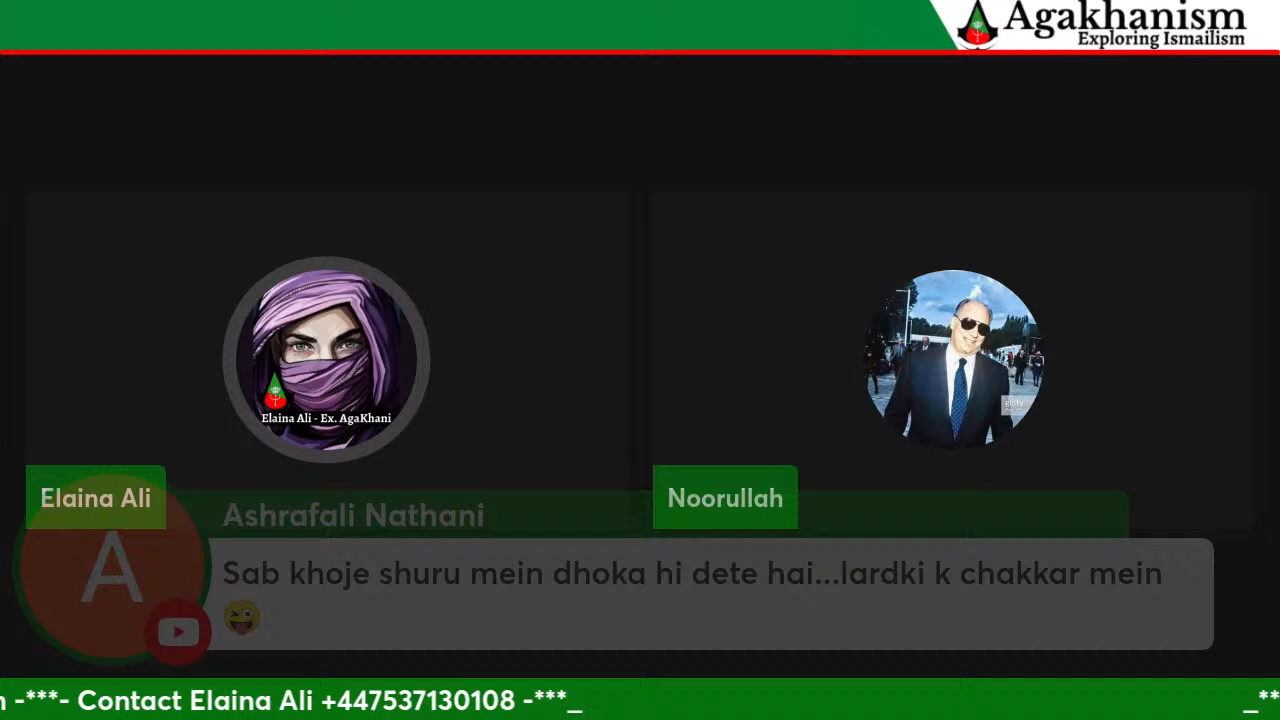 Agakhanism
Exploring Ismailism
Elaina Ali - Ex. AgaKhani
Elaina Ali
Noorullah
Ashrafali Nathani
A
Sab khoje shuru mein dhoka hi dete hai...lardki k chakkar mein
-***- Contact Elaina Ali +447537130108 -***_
_**